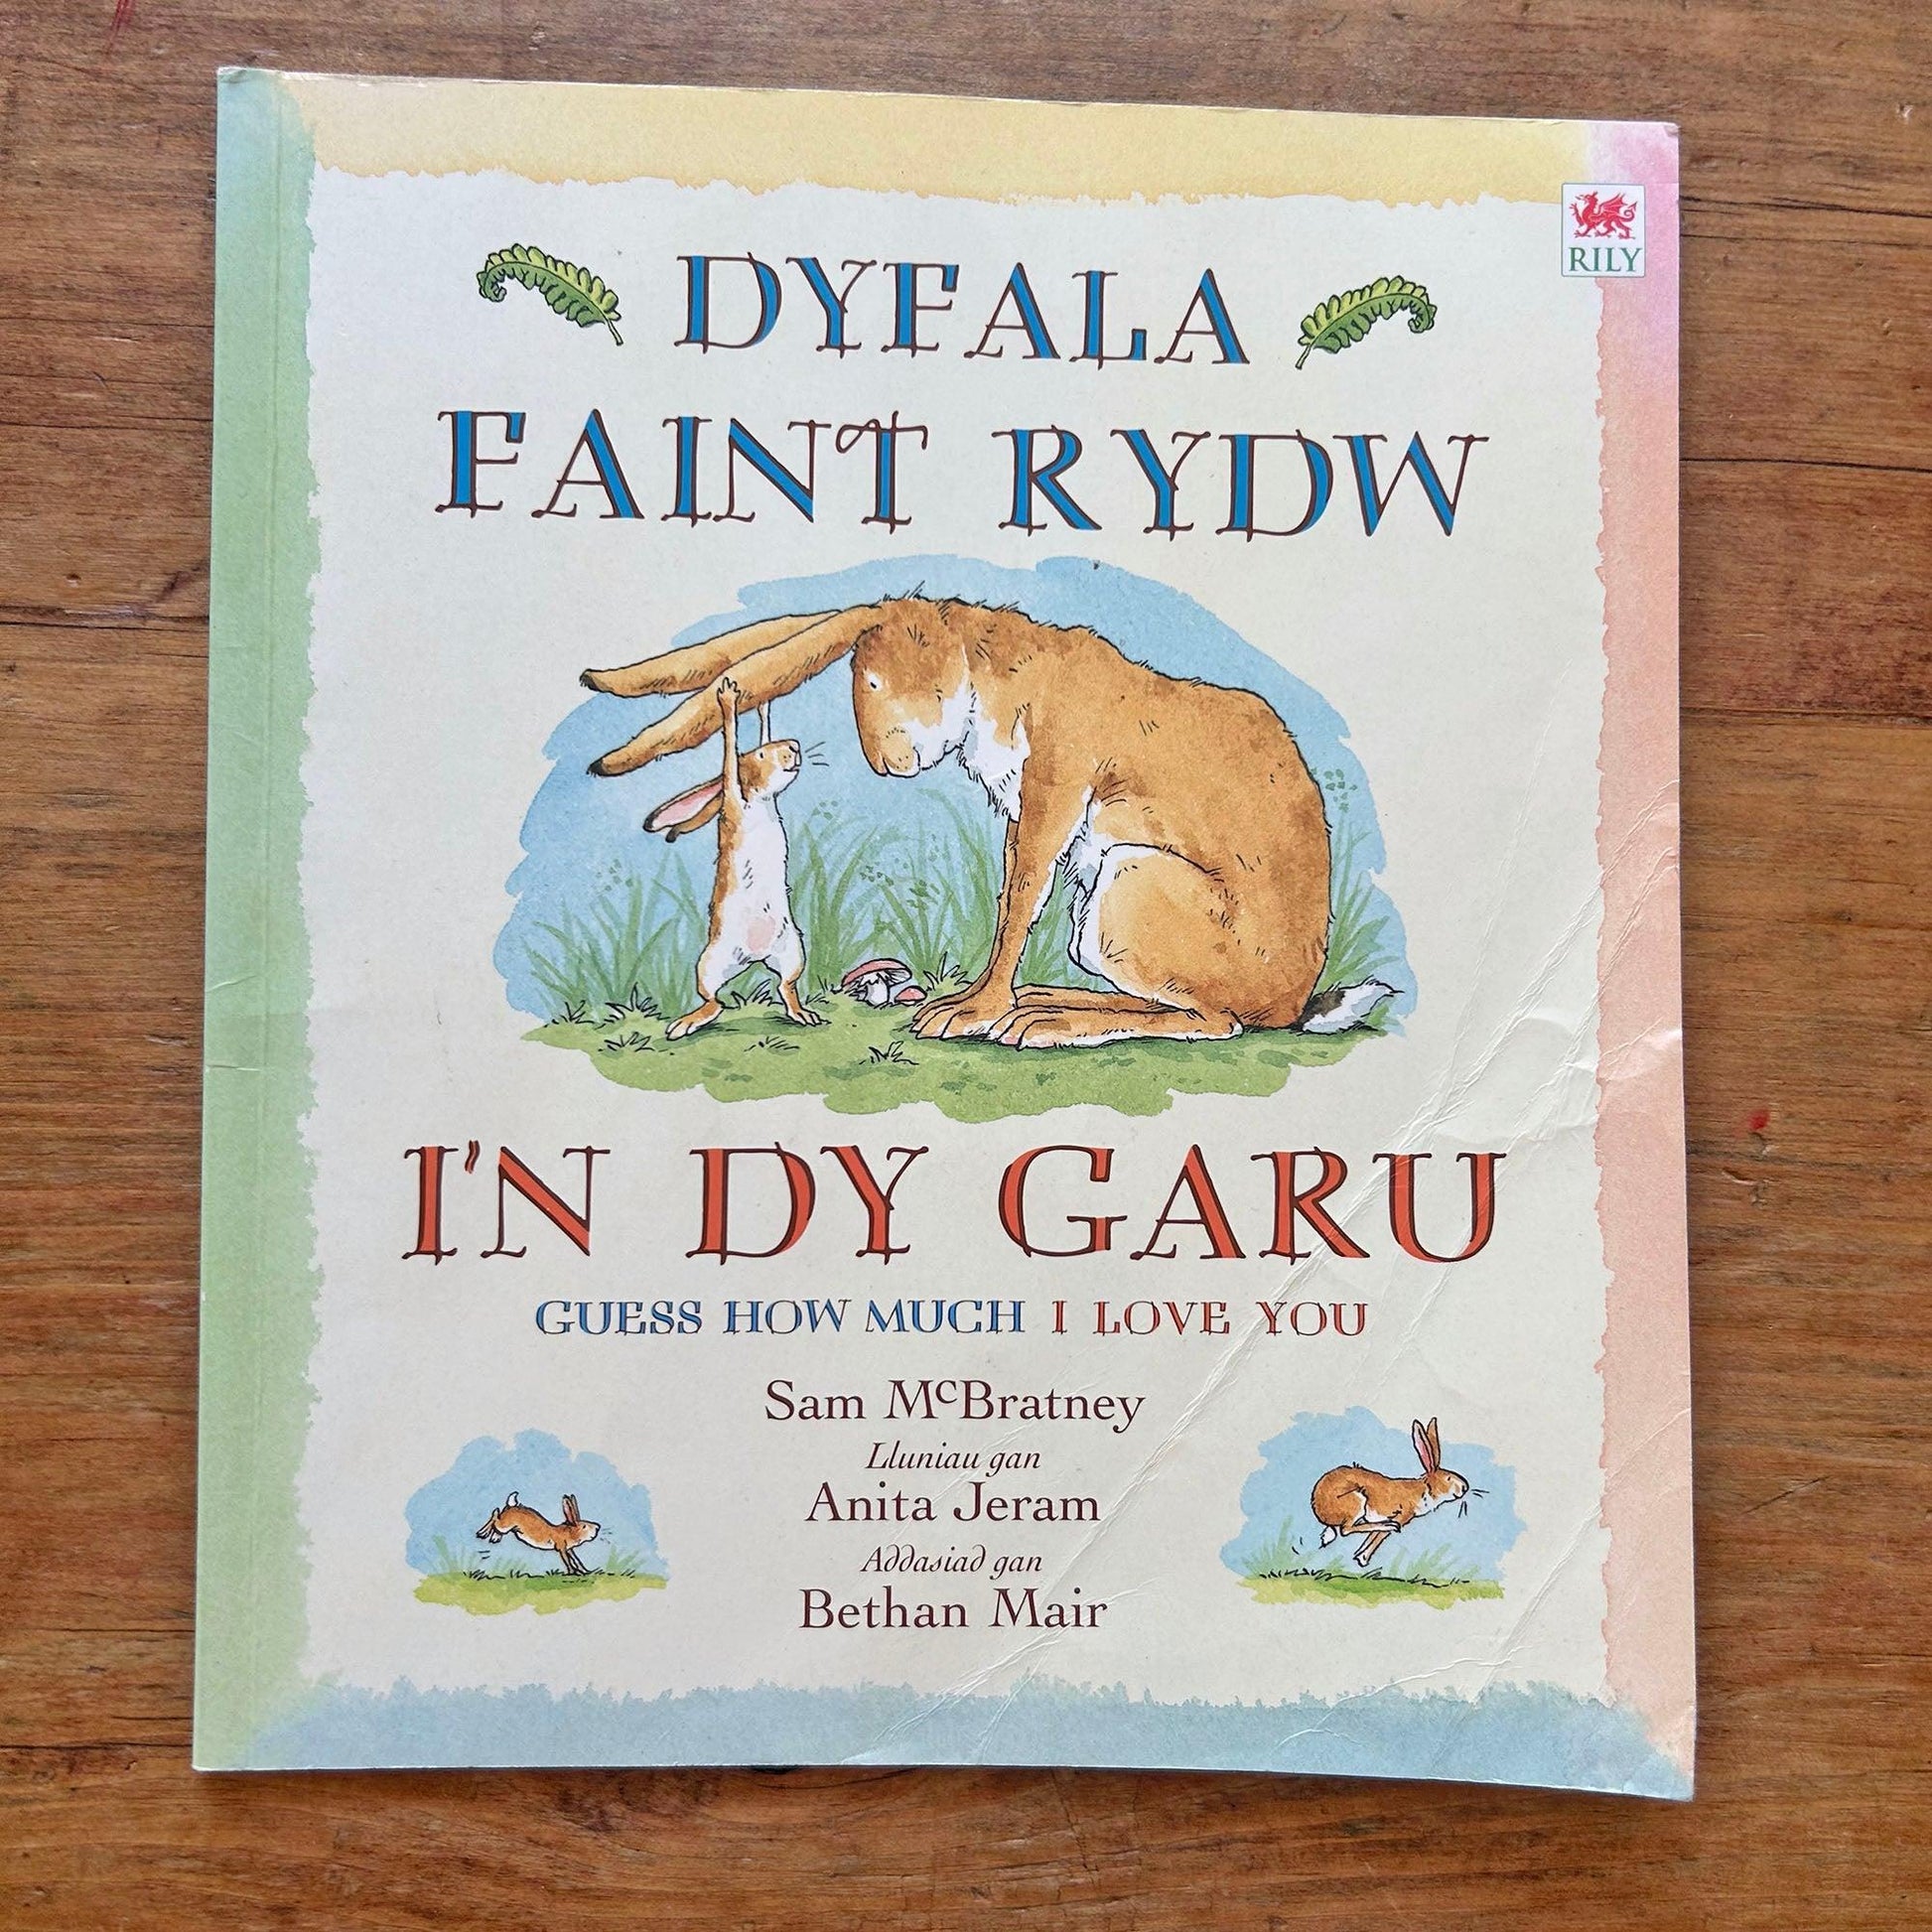 RILY
DYFALA
FAINT RYDW
I'N DY GARU
GUESS HOW MUCH I LOVE YOU
Sam McBratney
Lluniau gan
Anita Jeram
Addasiad gan
Bethan Mair